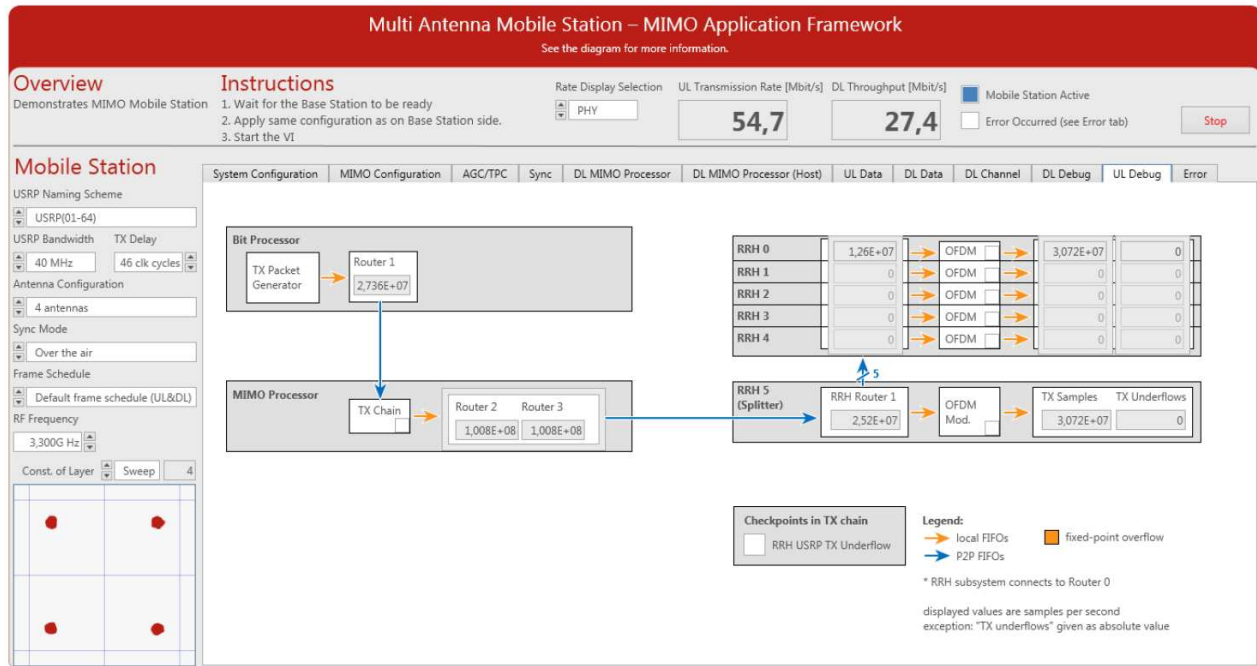 Multi Antenna Mobile Station – MIMO Application Framework
See the diagram for more information.
Overview
Demonstrates MIMO Mobile Station
Instructions
1. Wait for the Base Station to be ready
2. Apply same configuration as on Base Station side.
3. Start the VI
Rate Display Selection
PHY
UL Transmission Rate [Mbit/s]
54,7
DL Throughput [Mbit/s]
27,4
Mobile Station Active
Error Occurred (see Error tab)
Stop
Mobile Station
USRP Naming Scheme
USRP(01-64)
USRP Bandwidth TX Delay
40 MHz 46 clk cycles
Antenna Configuration
4 antennas
Sync Mode
Over the air
Frame Schedule
Default frame schedule (UL&DL)
RF Frequency
3,300G Hz
Const. of Layer Sweep 4
System Configuration MIMO Configuration AGC/TPC Sync DL MIMO Processor DL MIMO Processor (Host) UL Data DL Data DL Channel DL Debug UL Debug Error
Bit Processor
TX Packet
Generator
Router 1
2,736E+07
MIMO Processor
TX Chain
Router 2 Router 3
1,008E+08 1,008E+08
RRH 0 1,26E+07 OFDM 3,072E+07 0
RRH 1 0 OFDM 0 0
RRH 2 0 OFDM 0 0
RRH 3 0 OFDM 0 0
RRH 4 0 OFDM 0 0
5
RRH 5
(Splitter)
RRH Router 1
2,52E+07
OFDM
Mod.
TX Samples TX Underflows
3,072E+07 0
Checkpoints in TX chain
RRH USRP TX Underflow
Legend:
local FIFOs
P2P FIFOs
fixed-point overflow
* RRH subsystem connects to Router 0
displayed values are samples per second
exception: "TX underflows" given as absolute value